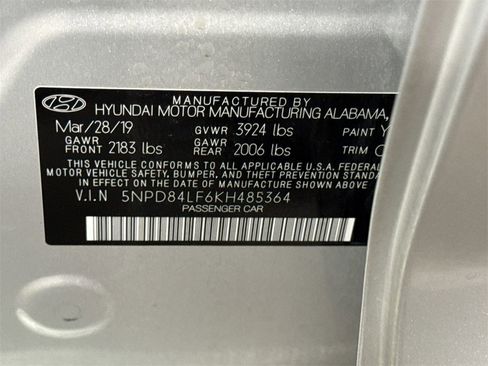 MANUFACTURED BY
HYUNDAI MOTOR MANUFACTURING ALABAMA,
Mar/28/19 GVWR 3924 lbs PAINT Y
GAWR FRONT 2183 lbs GAWR REAR 2006 lbs TRIM
THIS VEHICLE CONFORMS TO ALL APPLICABLE U.S.A. FEDERAL
MOTOR VEHICLE SAFETY, BUMPER, AND THEFT PREVENTION STAND
IN EFFECT ON THE DATE OF MANUFACTURE SHOWN ABOVE
V.I.N 5NPD84LF6KH485364
PASSENGER CAR